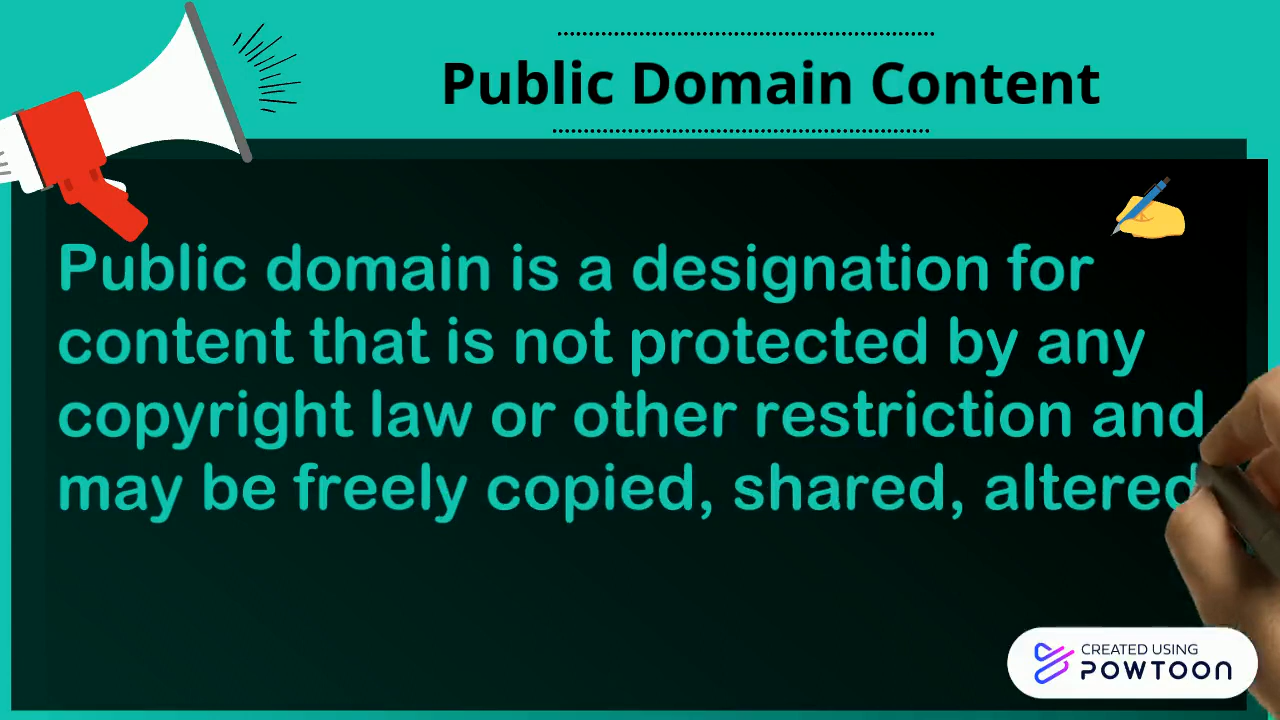 Public Domain Content
Public domain is a designation for
content that is not protected by any
copyright law or other restriction and
may be freely copied, shared, altered
CREATED USING
POWTOON